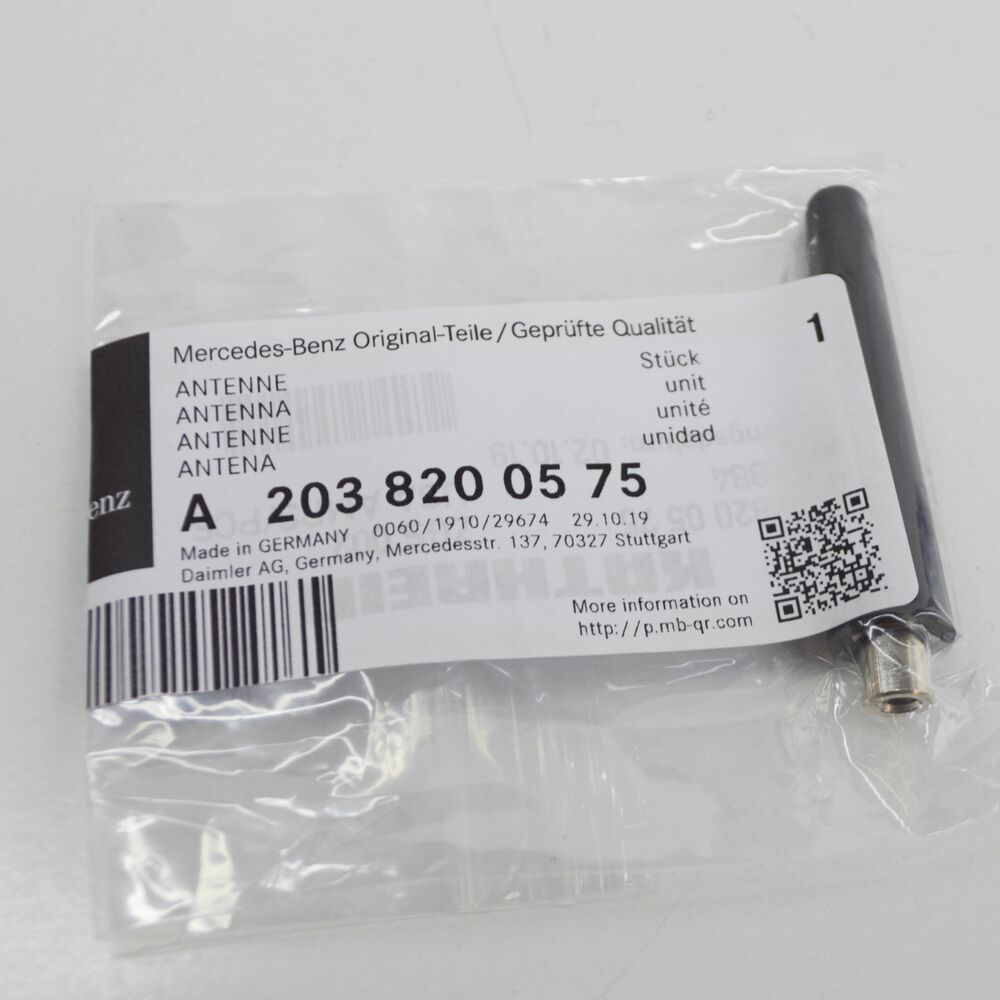 Mercedes-Benz Original-Teile / Geprüfte Qualität
1
ANTENNE Stück
ANTENNA unit
ANTENNE unité
ANTENA unidad
enz
A 203 820 05 75
Made in GERMANY 0060/1910/29674 29.10.19
Daimler AG, Germany, Mercedesstr. 137, 70327 Stuttgart
More information on
http://p.mb-qr.com